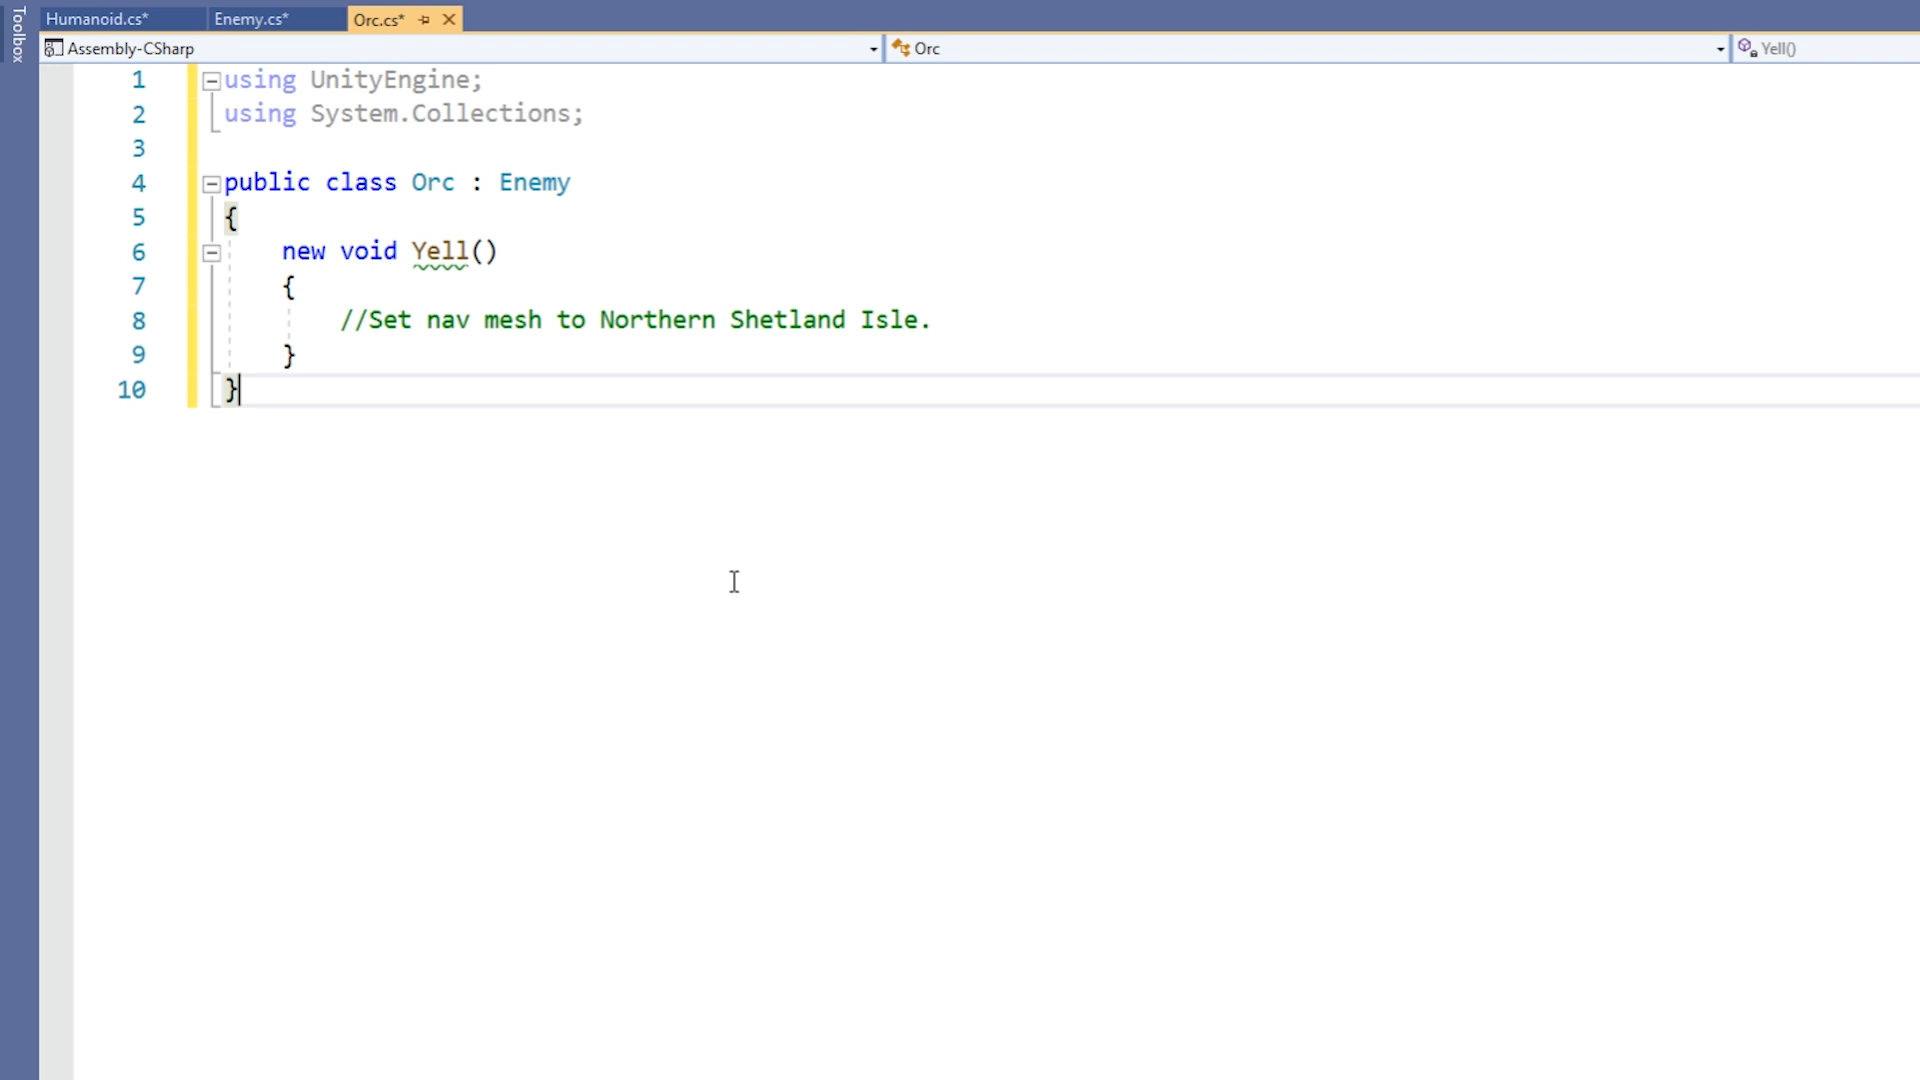 Toolbox
Humanoid.cs* Enemy.cs* Orc.cs*
Assembly-CSharp Orc Yell()
1 using UnityEngine;
2 using System.Collections;
3
4 public class Orc : Enemy
5 {
6 new void Yell()
7 {
8 //Set nav mesh to Northern Shetland Isle.
9 }
10 }